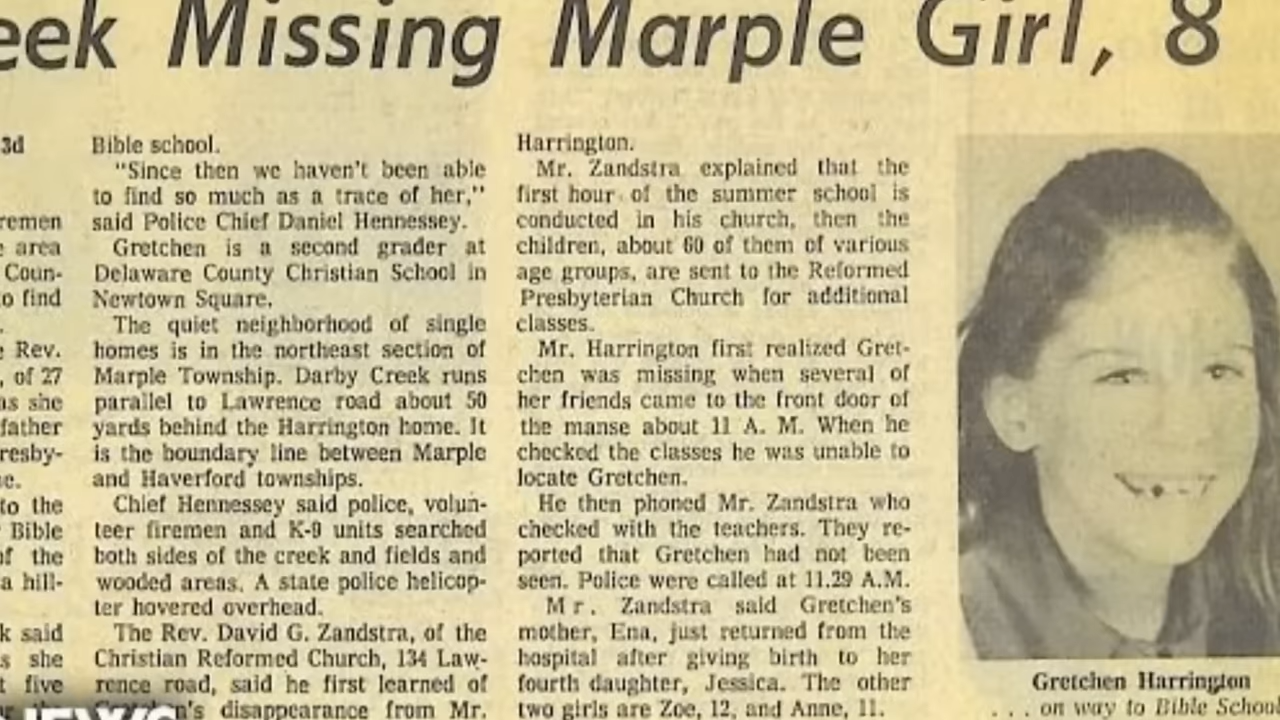 eek Missing Marple Girl, 8
3d
remen
e area
Coun-
to find
e Rev.
, of 27
as she
father
resby-
ne.
to the
Bible
of the
a hill-
k said
s she
t five
Bible school.
"Since then we haven't been able
to find so much as a trace of her,"
said Police Chief Daniel Hennessey.
Gretchen is a second grader at
Delaware County Christian School in
Newtown Square.
The quiet neighborhood of single
homes is in the northeast section of
Marple Township. Darby Creek runs
parallel to Lawrence road about 50
yards behind the Harrington home. It
is the boundary line between Marple
and Haverford townships.
Chief Hennessey said police, volun-
teer firemen and K-9 units searched
both sides of the creek and fields and
wooded areas. A state police helicop-
ter hovered overhead.
The Rev. David G. Zandstra, of the
Christian Reformed Church, 134 Law-
rence road, said he first learned of
Gretchen's disappearance from Mr.
Harrington.
Mr. Zandstra explained that the
first hour of the summer school is
conducted in his church, then the
children, about 60 of them of various
age groups, are sent to the Reformed
Presbyterian Church for additional
classes.
Mr. Harrington first realized Gret-
chen was missing when several of
her friends came to the front door of
the manse about 11 A. M. When he
checked the classes he was unable to
locate Gretchen.
He then phoned Mr. Zandstra who
checked with the teachers. They re-
ported that Gretchen had not been
seen. Police were called at 11.29 A.M.
Mr. Zandstra said Gretchen's
mother, Ena, just returned from the
hospital after giving birth to her
fourth daughter, Jessica. The other
two girls are Zoe, 12, and Anne, 11.
Gretchen Harrington
. . . on way to Bible School
NEWS